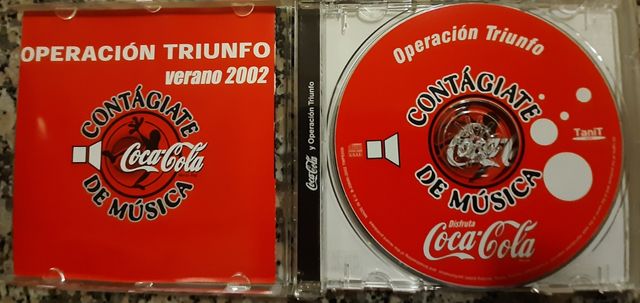 OPERACIÓN TRIUNFO
verano 2002
CONTÁGIATE
Coca-Cola
DE MÚSICA
Coca-Cola y Operación Triunfo
Operación Triunfo
CONTÁGIATE
DE MÚSICA
TaniT
Disfruta
Coca-Cola